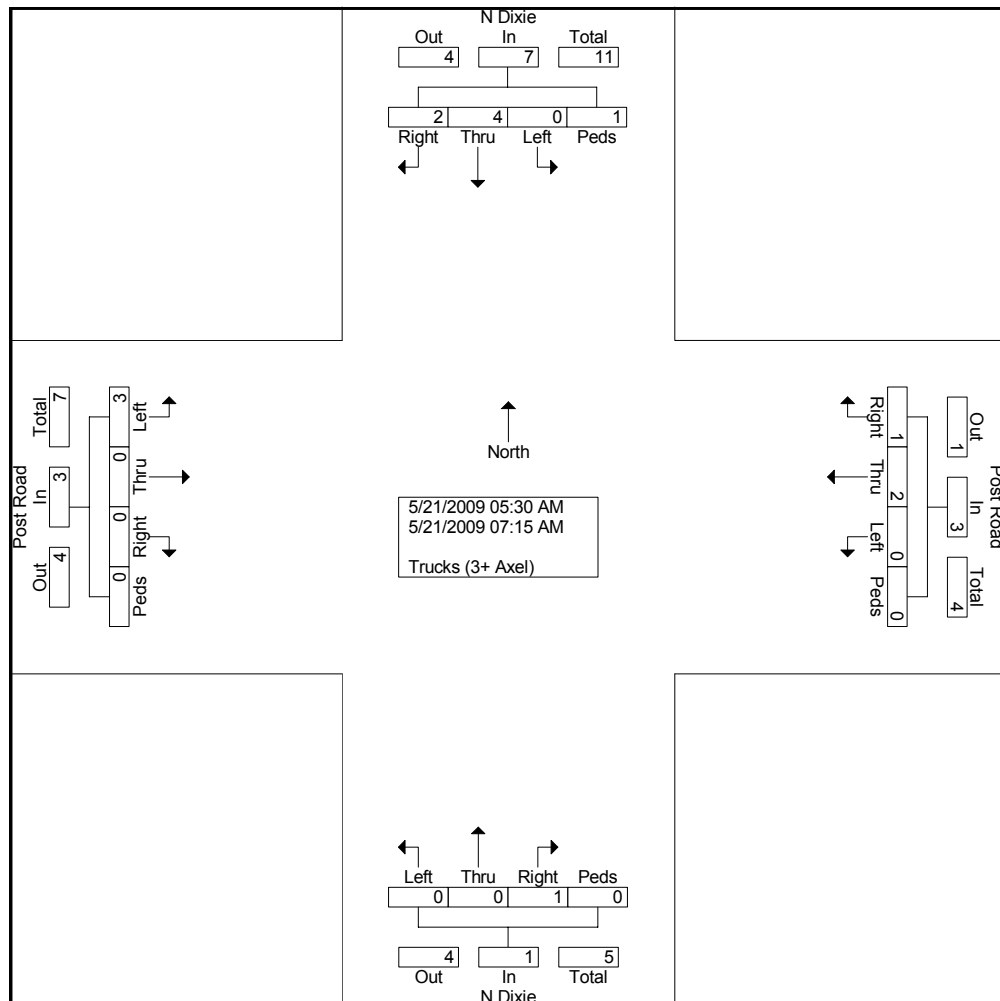 N Dixie
Out In Total
4 7 11
2 4 0 1
Right Thru Left Peds
Post Road
Total In Out
7 3 4
3 0 0 0
Left Thru Right Peds
North
5/21/2009 05:30 AM
5/21/2009 07:15 AM
Trucks (3+ Axel)
Right Thru Left Peds
1 2 0 0
Out In Total
1 3 4
Post Road
Left Thru Right Peds
0 0 1 0
4 1 5
Out In Total
N Dixie